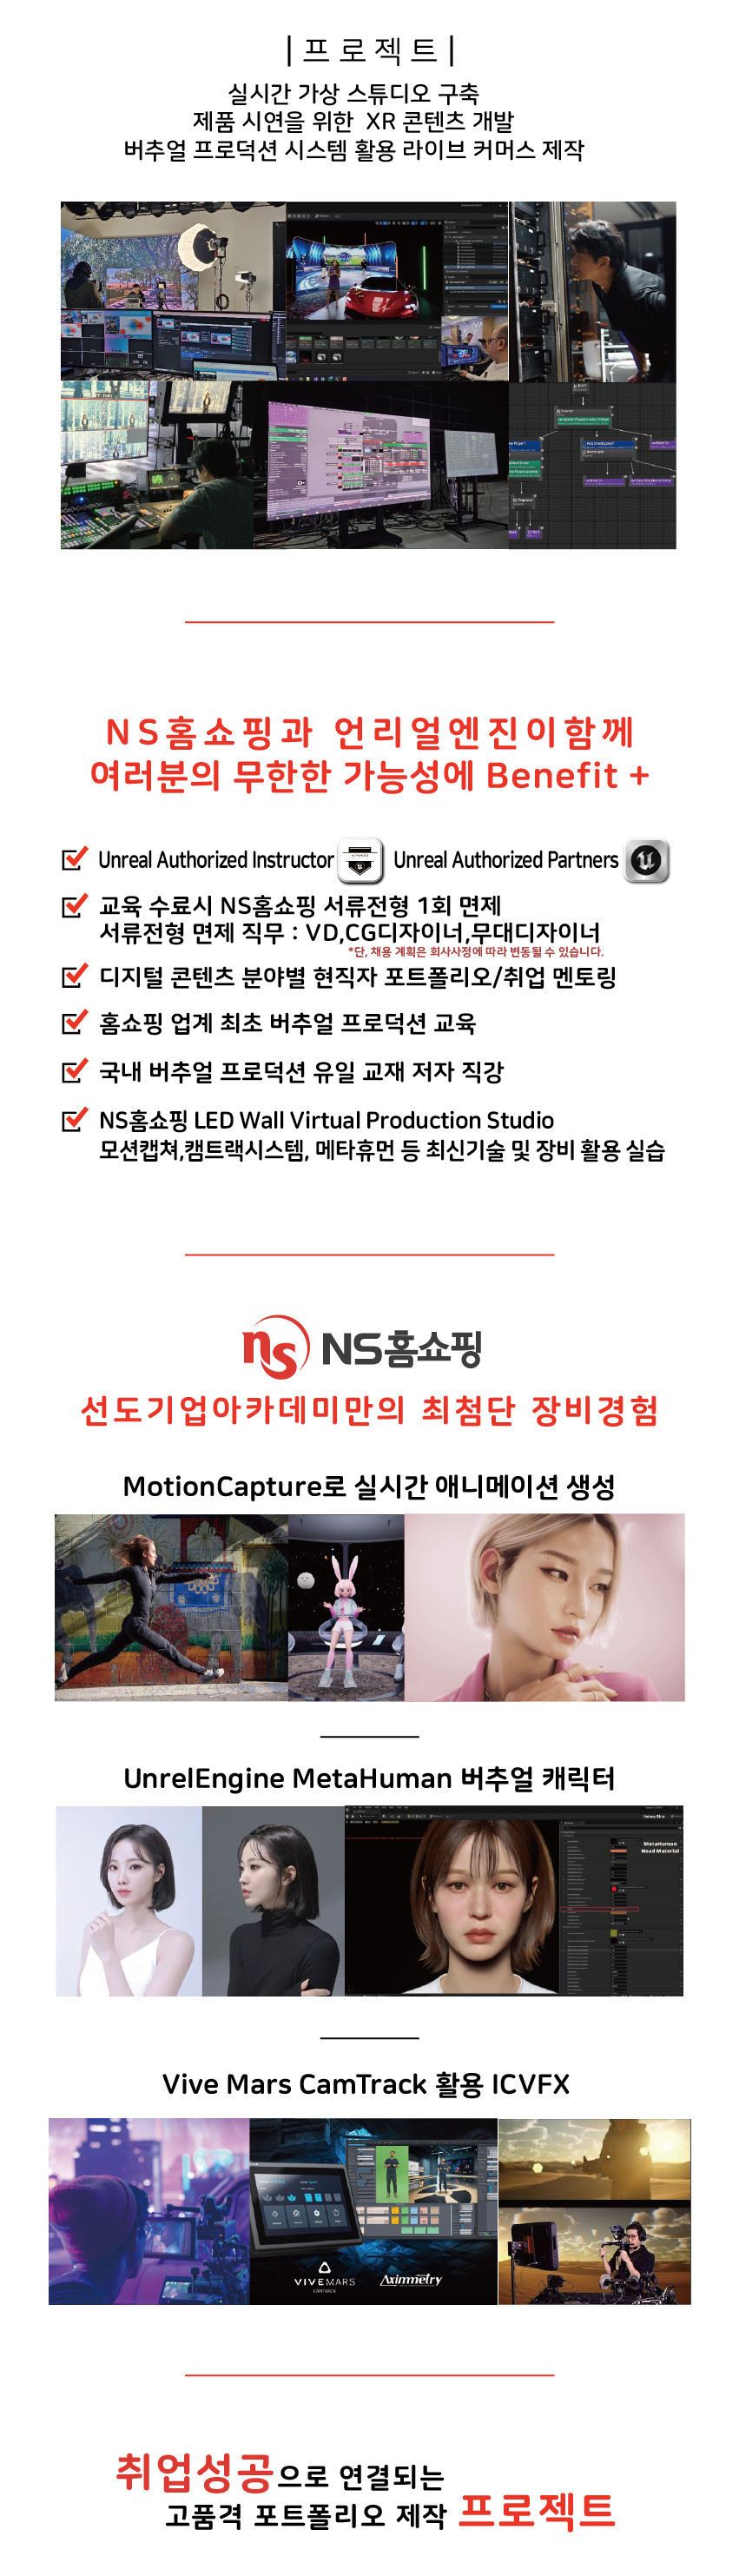 |프로젝트|
실시간 가상 스튜디오 구축
제품 시연을 위한 XR 콘텐츠 개발
버추얼 프로덕션 시스템 활용 라이브 커머스 제작
NS홈쇼핑과 언리얼엔진이함께
여러분의 무한한 가능성에 Benefit +
Unreal Authorized Instructor Unreal Authorized Partners
교육 수료시 NS홈쇼핑 서류전형 1회 면제
서류전형 면제 직무 : VD,CG디자이너,무대디자이너
*단, 채용 계획은 회사사정에 따라 변동될 수 있습니다.
디지털 콘텐츠 분야별 현직자 포트폴리오/취업 멘토링
홈쇼핑 업계 최초 버추얼 프로덕션 교육
국내 버추얼 프로덕션 유일 교재 저자 직강
NS홈쇼핑 LED Wall Virtual Production Studio
모션캡쳐,캠트랙시스템, 메타휴먼 등 최신기술 및 장비 활용 실습
ns NS홈쇼핑
선도기업아카데미만의 최첨단 장비경험
MotionCapture로 실시간 애니메이션 생성
UnrelEngine MetaHuman 버추얼 캐릭터
MetaHuman
Head Material
Vive Mars CamTrack 활용 ICVFX
VIVEMARS Aximmetry
CAMTRACK
취업성공으로 연결되는
고품격 포트폴리오 제작 프로젝트